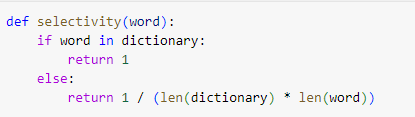 def selectivity(word):
    if word in dictionary:
        return 1
    else:
        return 1 / (len(dictionary) * len(word))